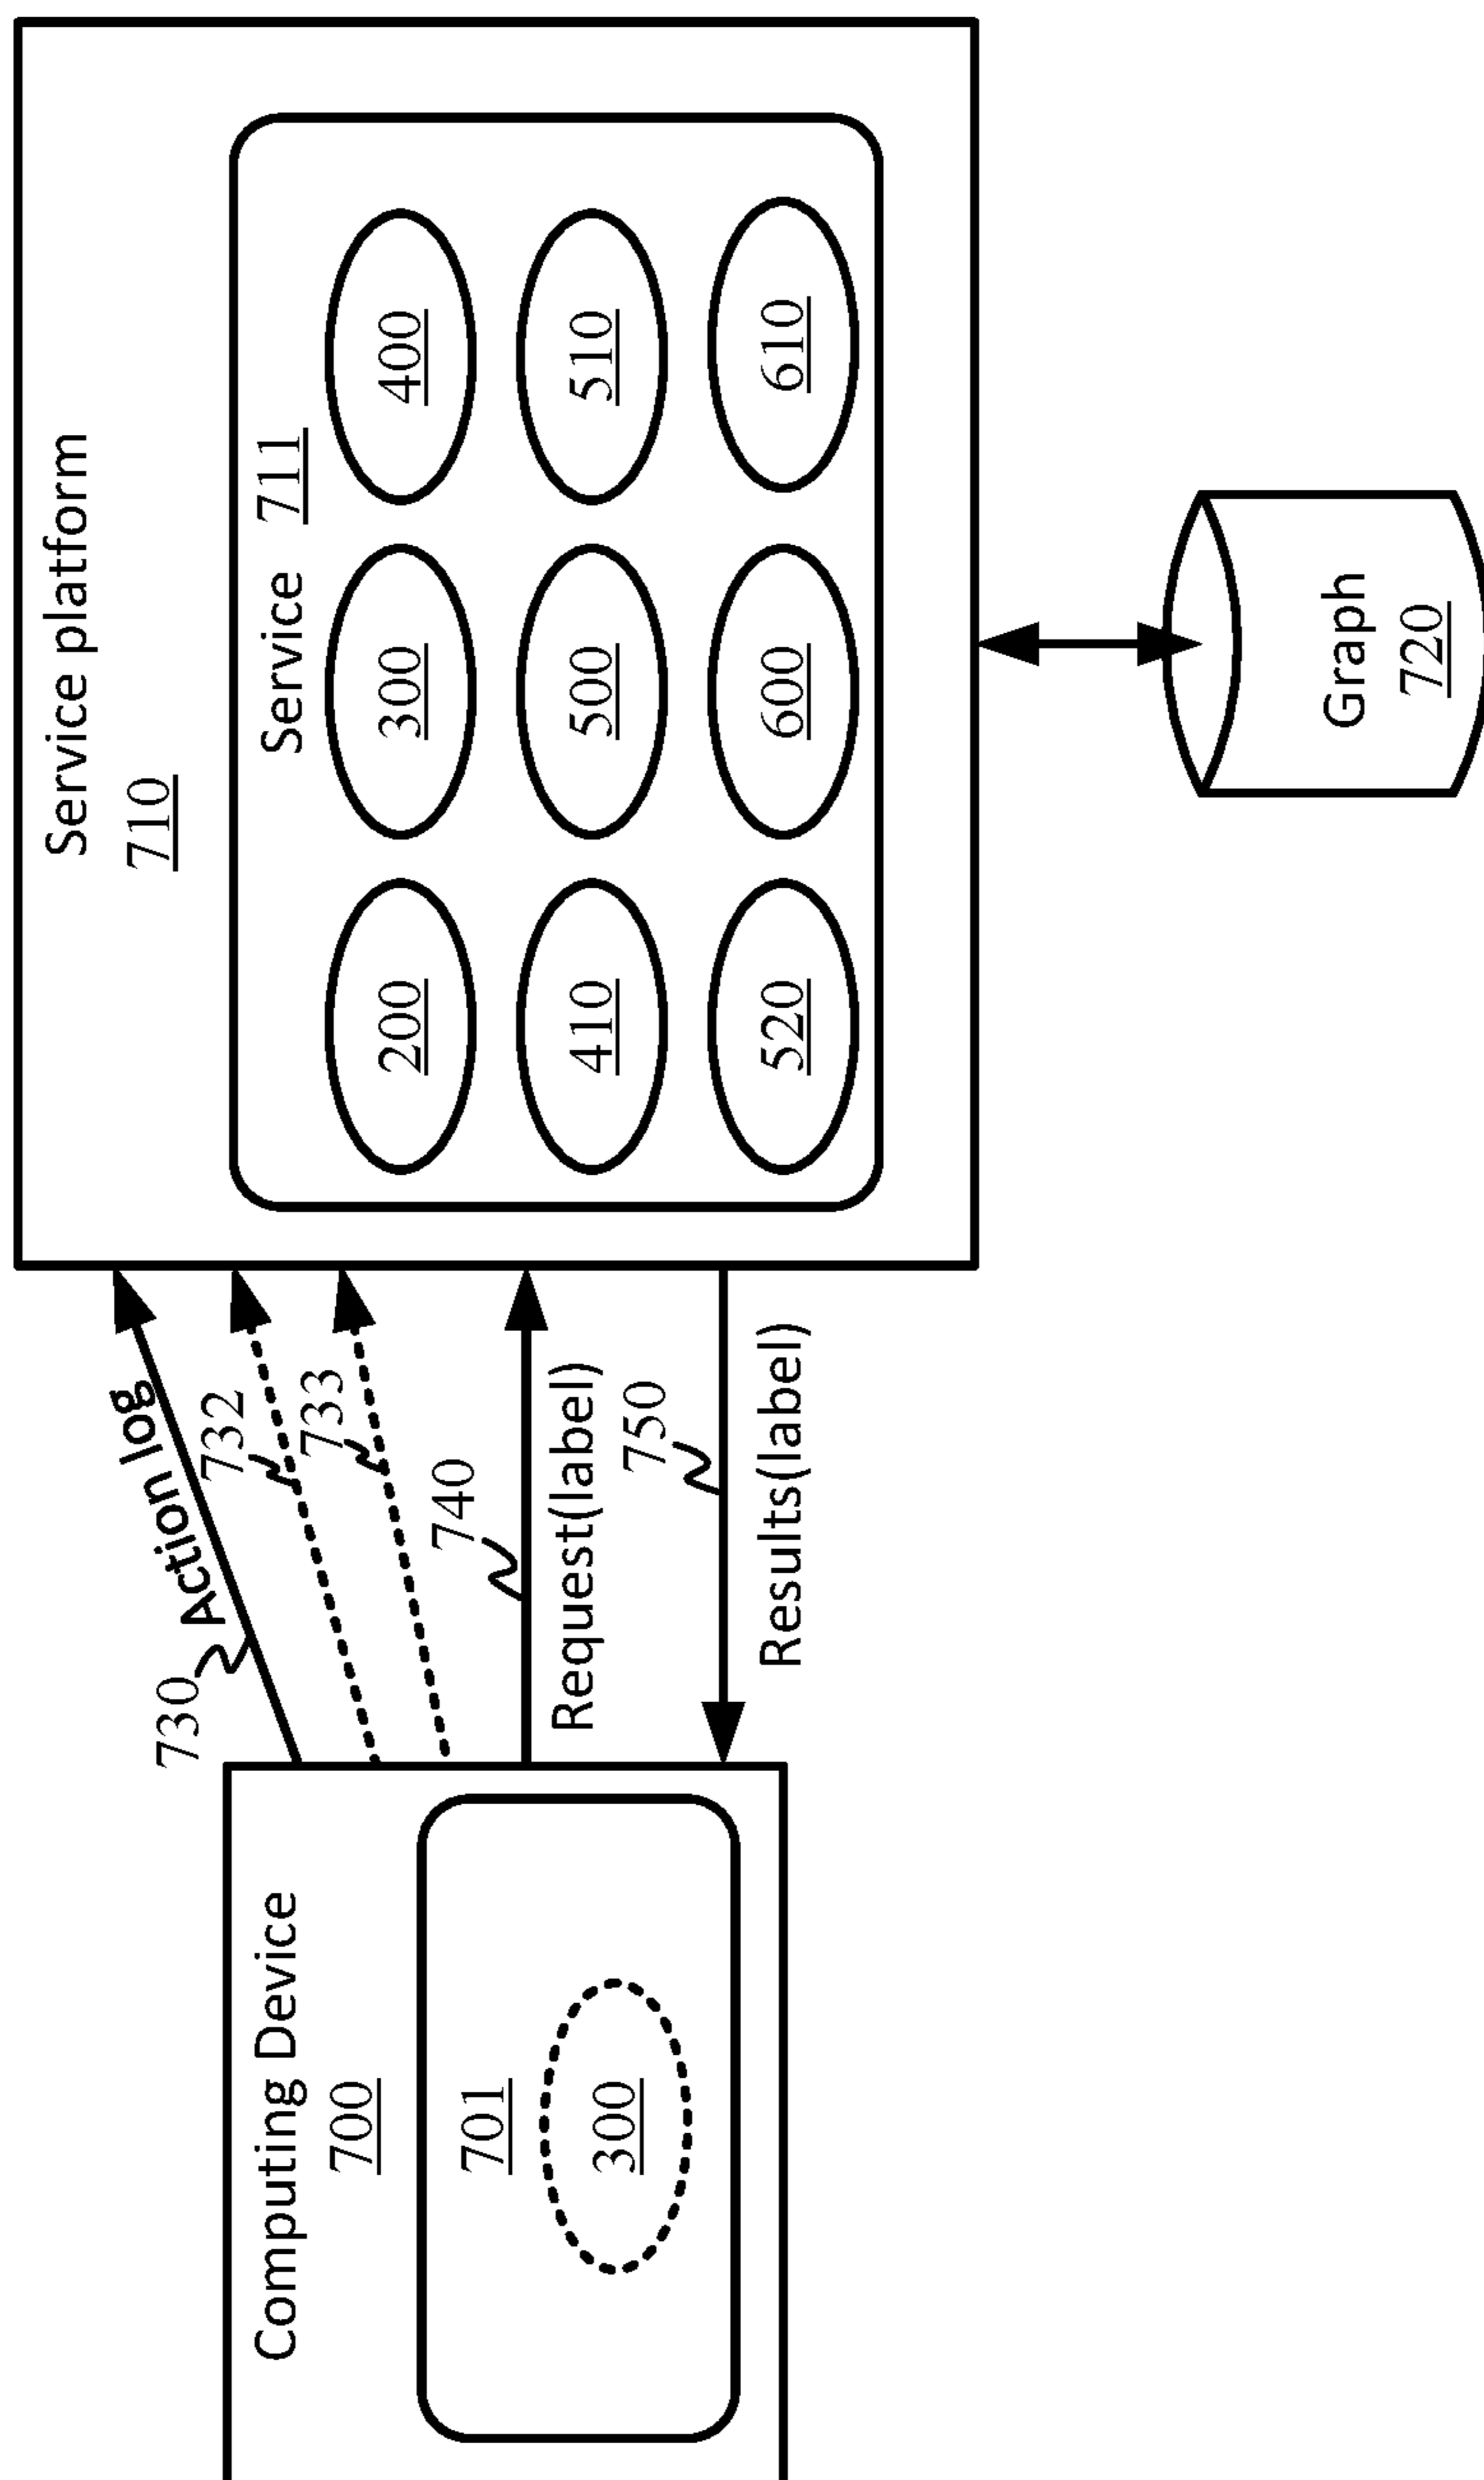 Service platform
710
Service 711
200 300 400
410 500 510
520 600 610
730 Action log
732
733
740
Request(label)
750
Results(label)
Computing Device
700
701
300
Graph
720